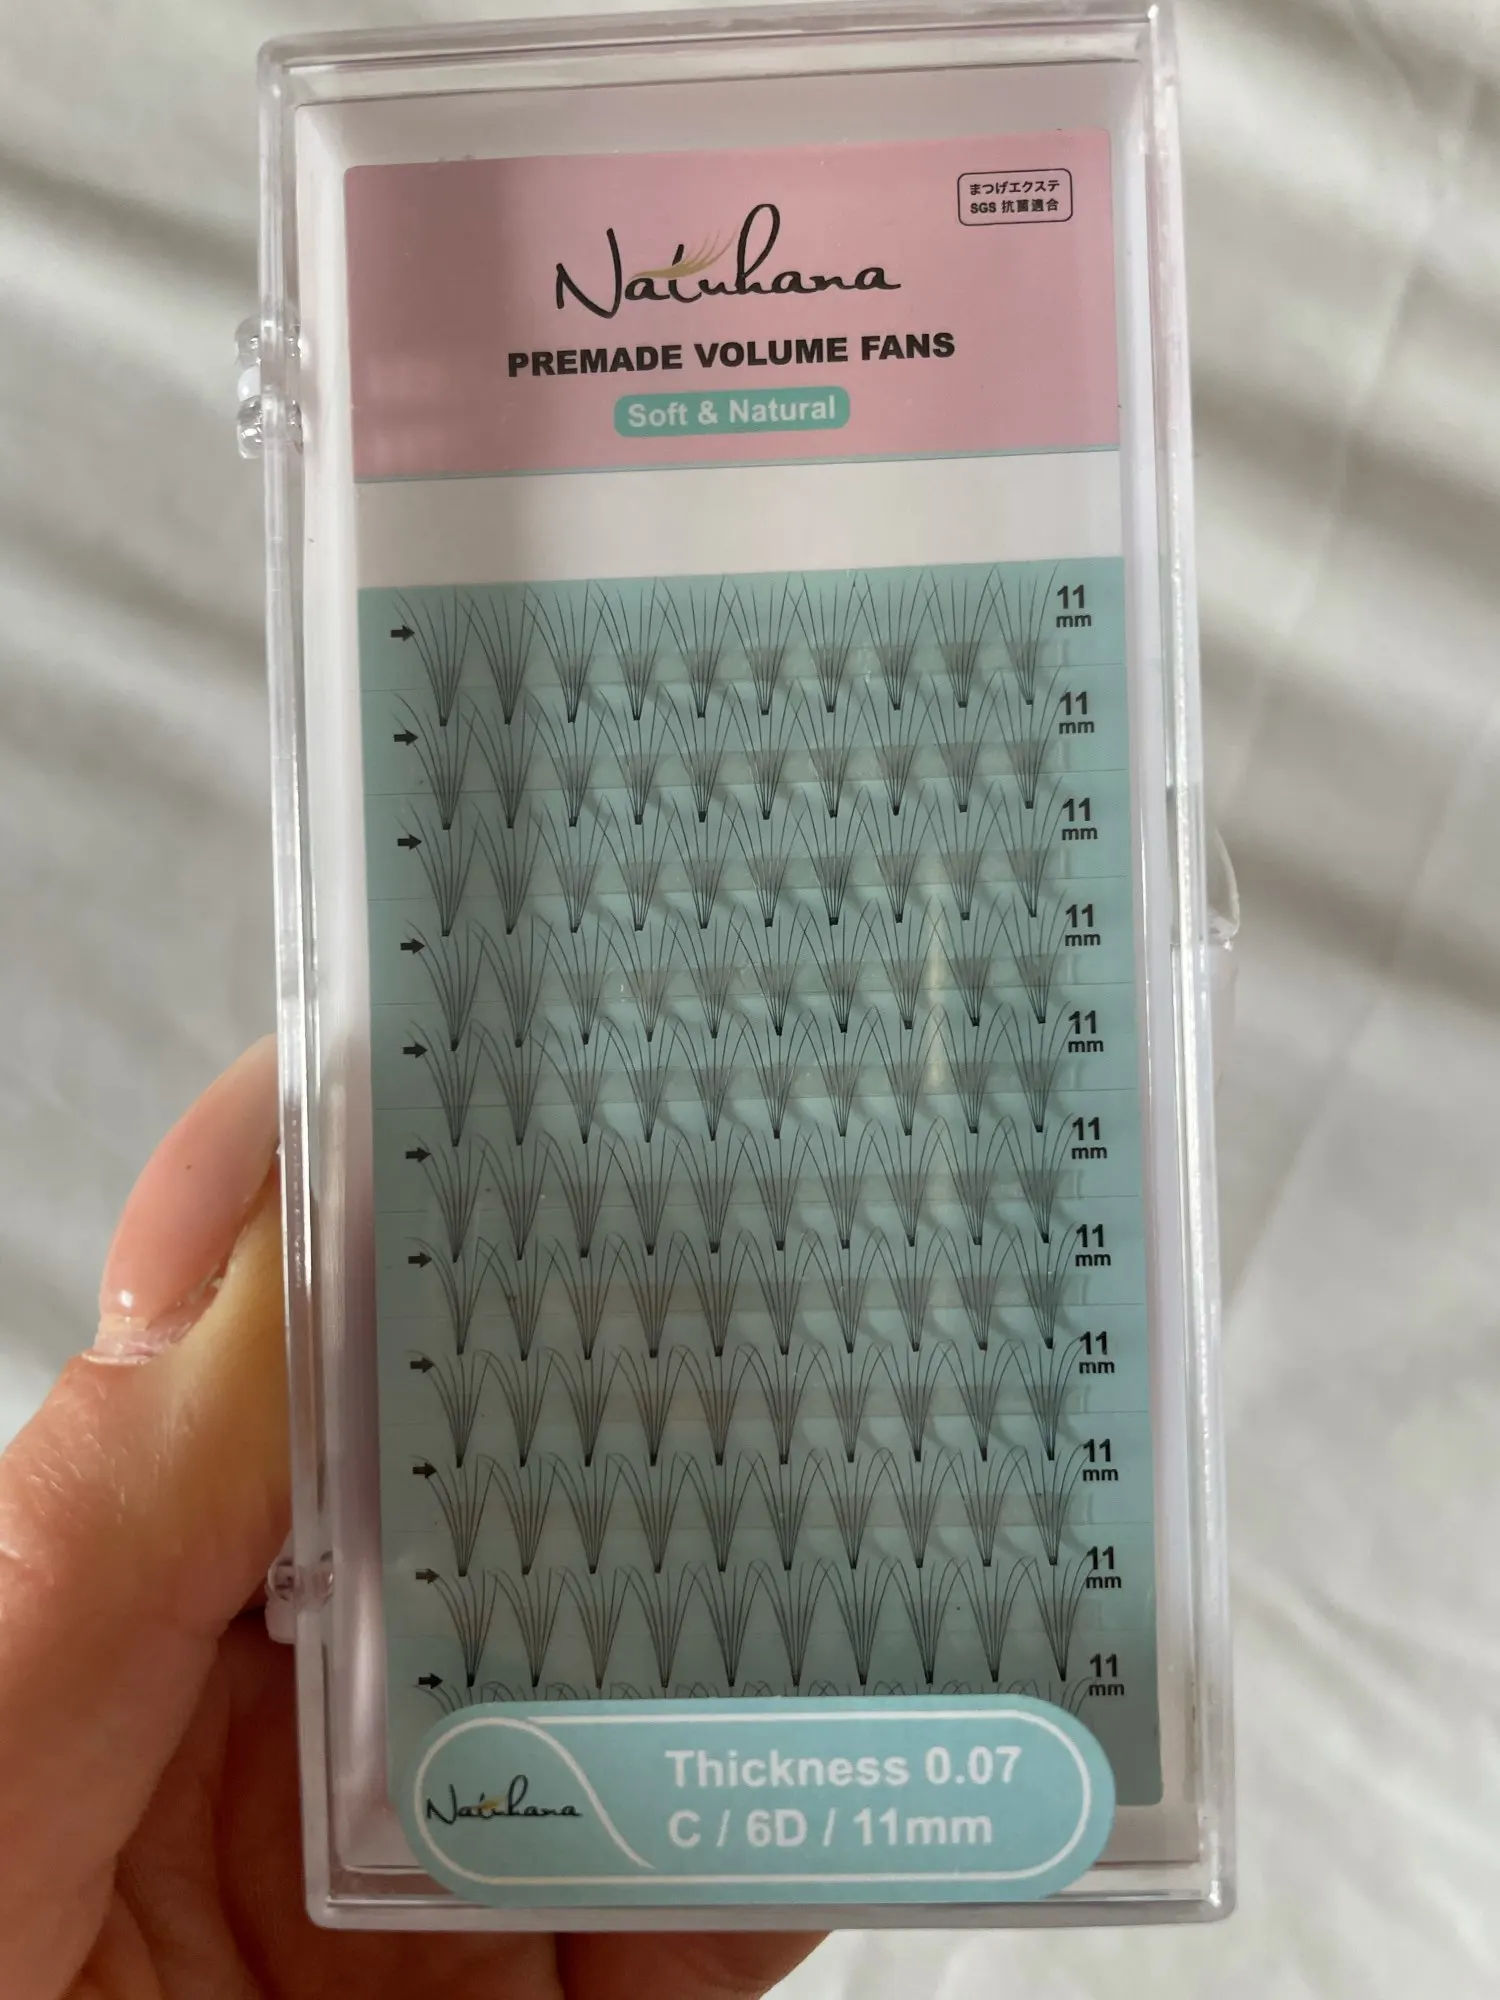 まつげエクステ
SGS 抗菌適合
Naiuhana
PREMADE VOLUME FANS
Soft & Natural
11
mm
11
mm
11
mm
11
mm
11
mm
11
mm
11
mm
11
mm
11
mm
11
mm
11
mm
Naiuhana
Thickness 0.07
C / 6D / 11mm